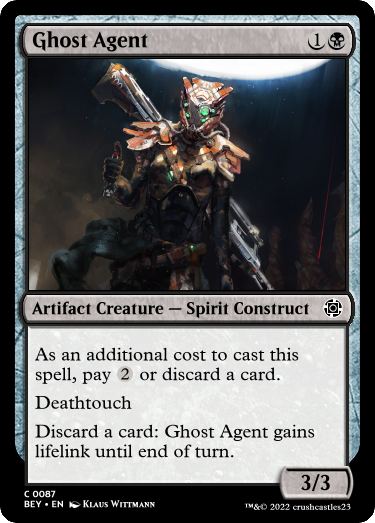 Ghost Agent 1
Artifact Creature — Spirit Construct
As an additional cost to cast this
spell, pay 2 or discard a card.
Deathtouch
Discard a card: Ghost Agent gains
lifelink until end of turn.
3/3
C 0087
BEY • EN Klaus Wittmann
™&© 2022 crushcastles23